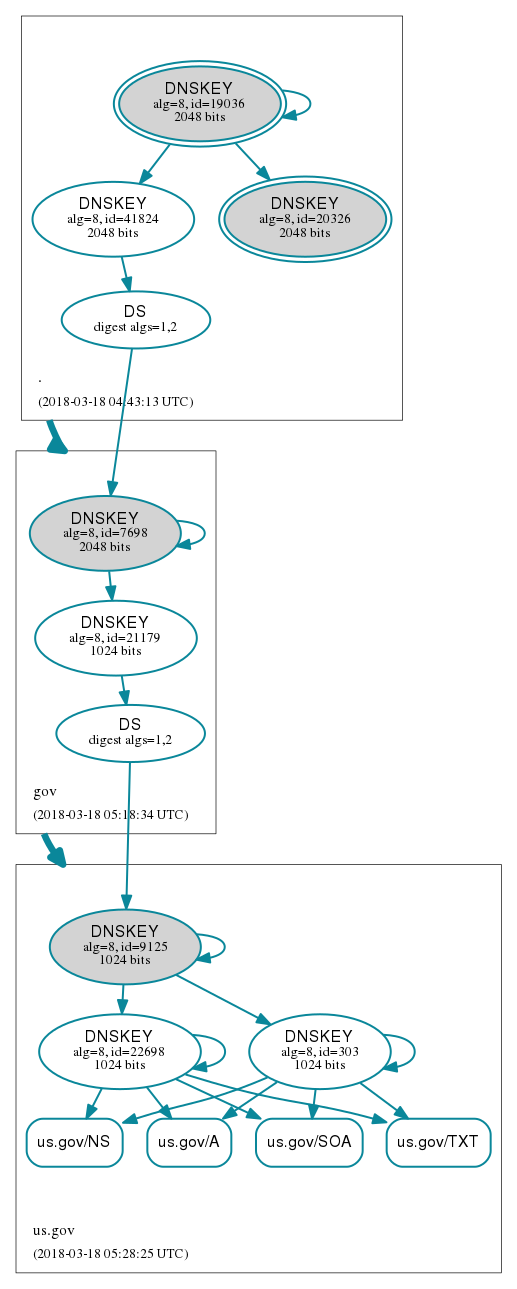 DNSKEY
alg=8, id=19036
2048 bits
DNSKEY
alg=8, id=41824
2048 bits
DNSKEY
alg=8, id=20326
2048 bits
DS
digest algs=1,2
.
(2018-03-18 04:43:13 UTC)
DNSKEY
alg=8, id=7698
2048 bits
DNSKEY
alg=8, id=21179
1024 bits
DS
digest algs=1,2
gov
(2018-03-18 05:18:34 UTC)
DNSKEY
alg=8, id=9125
1024 bits
DNSKEY
alg=8, id=22698
1024 bits
DNSKEY
alg=8, id=303
1024 bits
us.gov/NS
us.gov/A
us.gov/SOA
us.gov/TXT
us.gov
(2018-03-18 05:28:25 UTC)